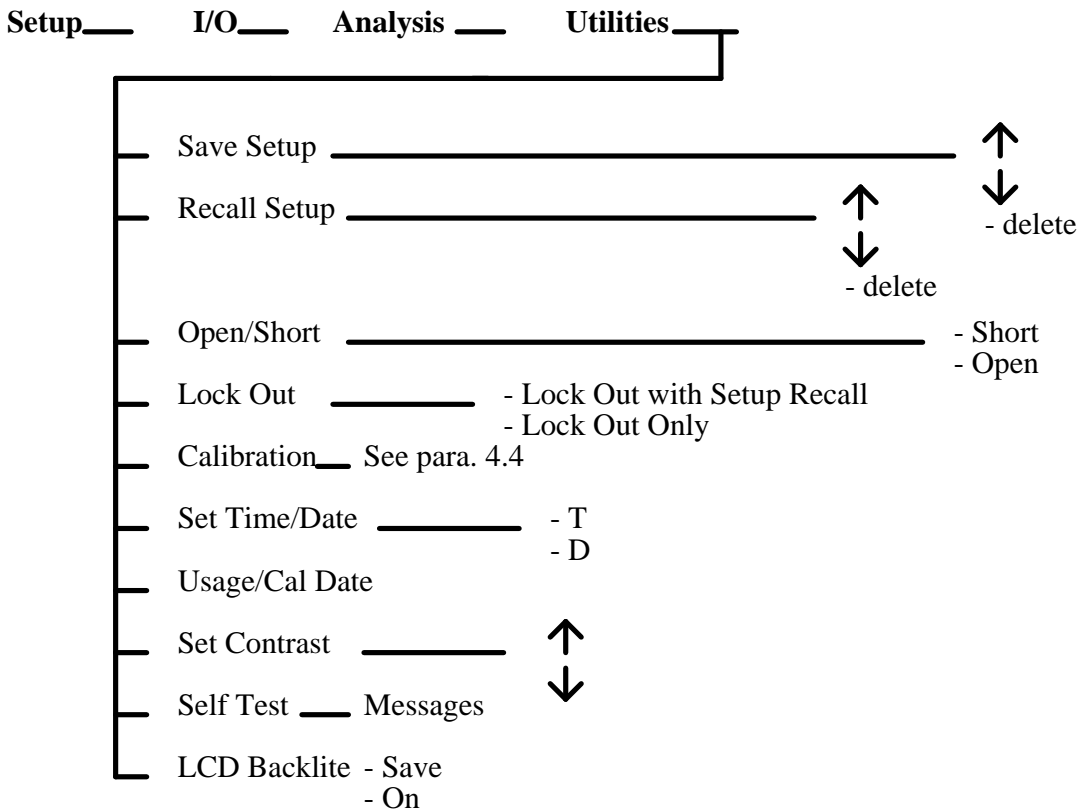 Setup I/O Analysis Utilities
Save Setup
- delete
Recall Setup
- delete
Open/Short - Short
- Open
Lock Out - Lock Out with Setup Recall
- Lock Out Only
Calibration See para. 4.4
Set Time/Date - T
- D
Usage/Cal Date
Set Contrast
Self Test Messages
LCD Backlite - Save
- On